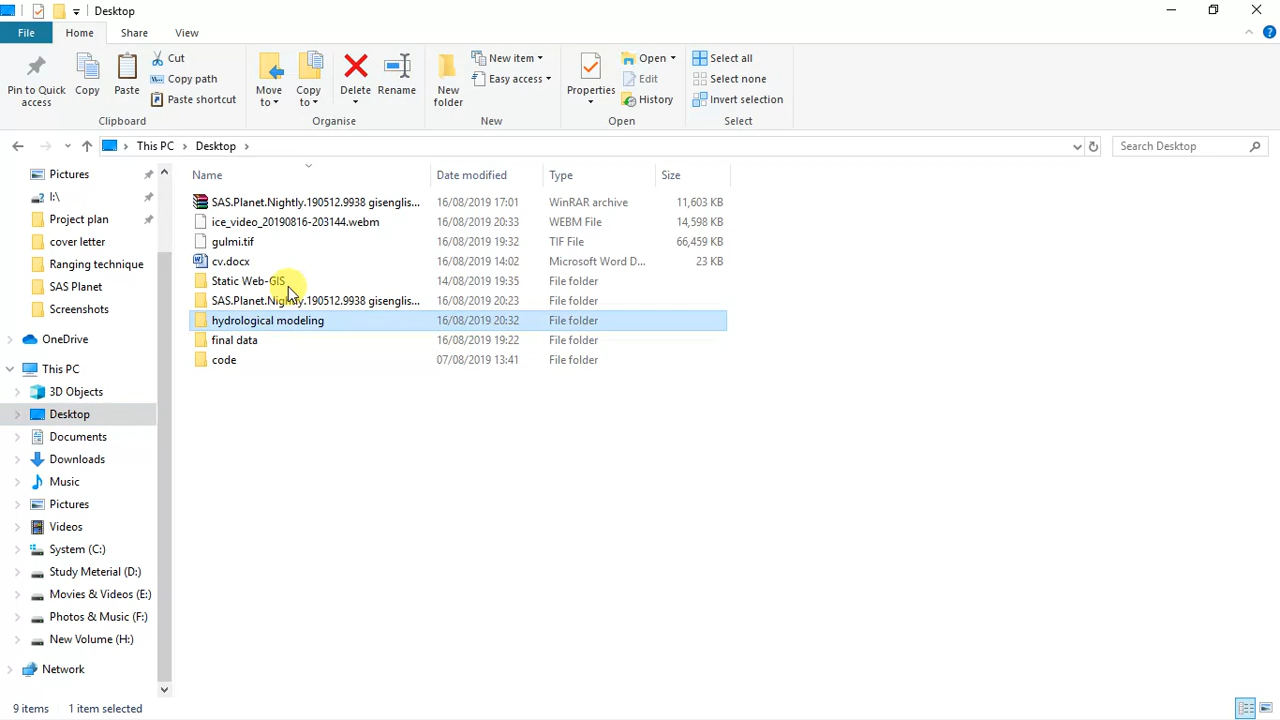 Desktop
File Home Share View
Pin to Quick access
Copy
Paste
Cut
Copy path
Paste shortcut
Clipboard
Move to
Copy to
Delete
Rename
Organise
New folder
New item
Easy access
New
Properties
Open
Edit
History
Open
Select all
Select none
Invert selection
Select
This PC Desktop
Search Desktop
Pictures
I:\
Project plan
cover letter
Ranging technique
SAS Planet
Screenshots
OneDrive
This PC
3D Objects
Desktop
Documents
Downloads
Music
Pictures
Videos
System (C:)
Study Meterial (D:)
Movies & Videos (E:)
Photos & Music (F:)
New Volume (H:)
Network
Name Date modified Type Size
SAS.Planet.Nightly.190512.9938 gisenglis... 16/08/2019 17:01 WinRAR archive 11,603 KB
ice_video_20190816-203144.webm 16/08/2019 20:33 WEBM File 14,598 KB
gulmi.tif 16/08/2019 19:32 TIF File 66,459 KB
cv.docx 16/08/2019 14:02 Microsoft Word D... 23 KB
Static Web-GIS 14/08/2019 19:35 File folder
SAS.Planet.Nightly.190512.9938 gisenglis... 16/08/2019 20:23 File folder
hydrological modeling 16/08/2019 20:32 File folder
final data 16/08/2019 19:22 File folder
code 07/08/2019 13:41 File folder
9 items 1 item selected